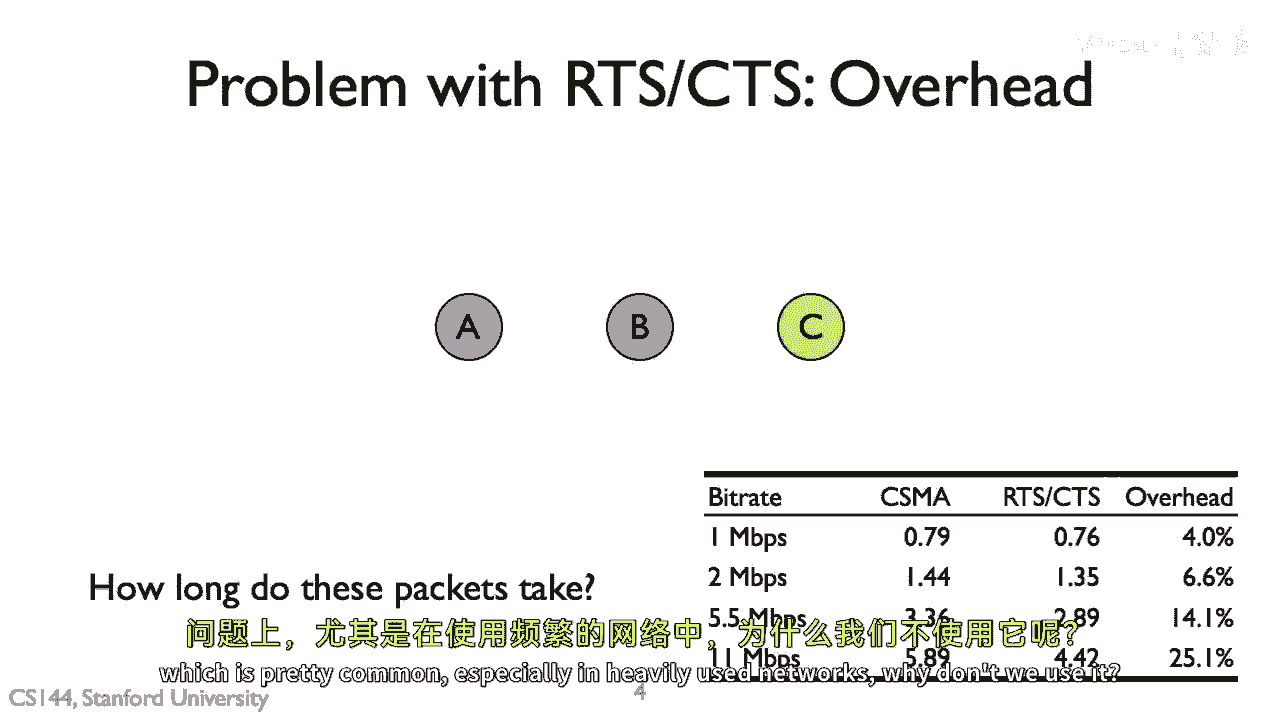 Problem with RTS/CTS: Overhead
A B C
Bitrate CSMA RTS/CTS Overhead
1 Mbps 0.79 0.76 4.0%
2 Mbps 1.44 1.35 6.6%
How long do these packets take?
5.5 Mbps 3.36 2.89 14.1%
问题上，尤其是在使用频繁的网络中，为什么我们不使用它呢？
11 Mbps 5.89 4.42 25.1%
which is pretty common, especially in heavily used networks, why don't we use it?
CS144, Stanford University
4